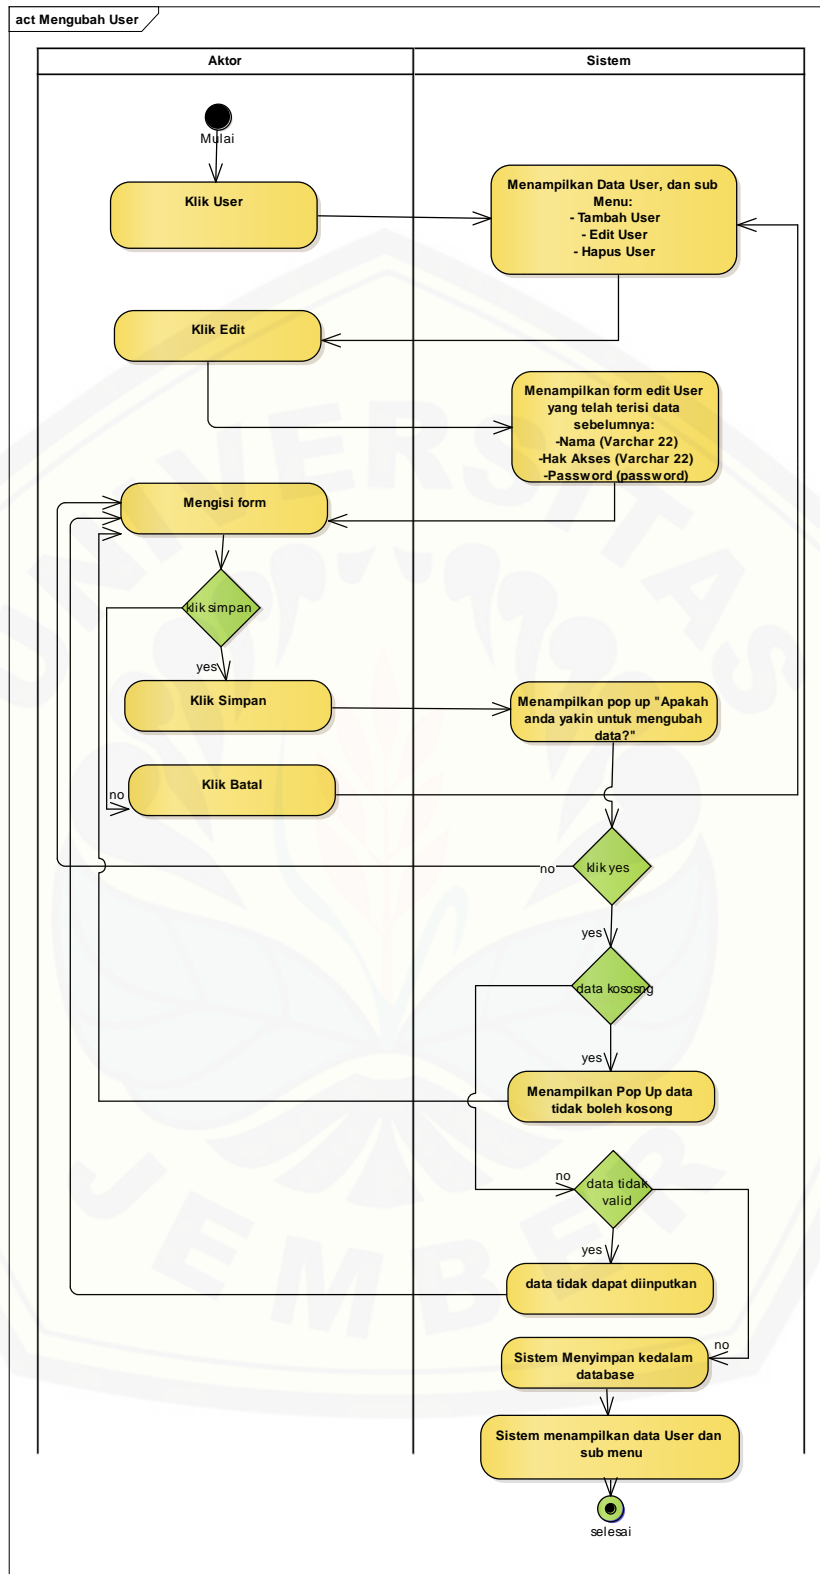 act Mengubah User
Aktor
Sistem
Mulai
Klik User
Menampilkan Data User, dan sub
Menu:
- Tambah User
- Edit User
- Hapus User
Klik Edit
Menampilkan form edit User
yang telah terisi data
sebelumnya:
-Nama (Varchar 22)
-Hak Akses (Varchar 22)
-Password (password)
Mengisi form
klik simpan
yes
Klik Simpan
Menampilkan pop up "Apakah
anda yakin untuk mengubah
data?"
Klik Batal
no
klik yes
no
yes
data kososng
yes
Menampilkan Pop Up data
tidak boleh kosong
no
data tidak
valid
yes
data tidak dapat diinputkan
no
Sistem Menyimpan kedalam
database
Sistem menampilkan data User dan
sub menu
selesai
UNIVERSITAS
JEMBER